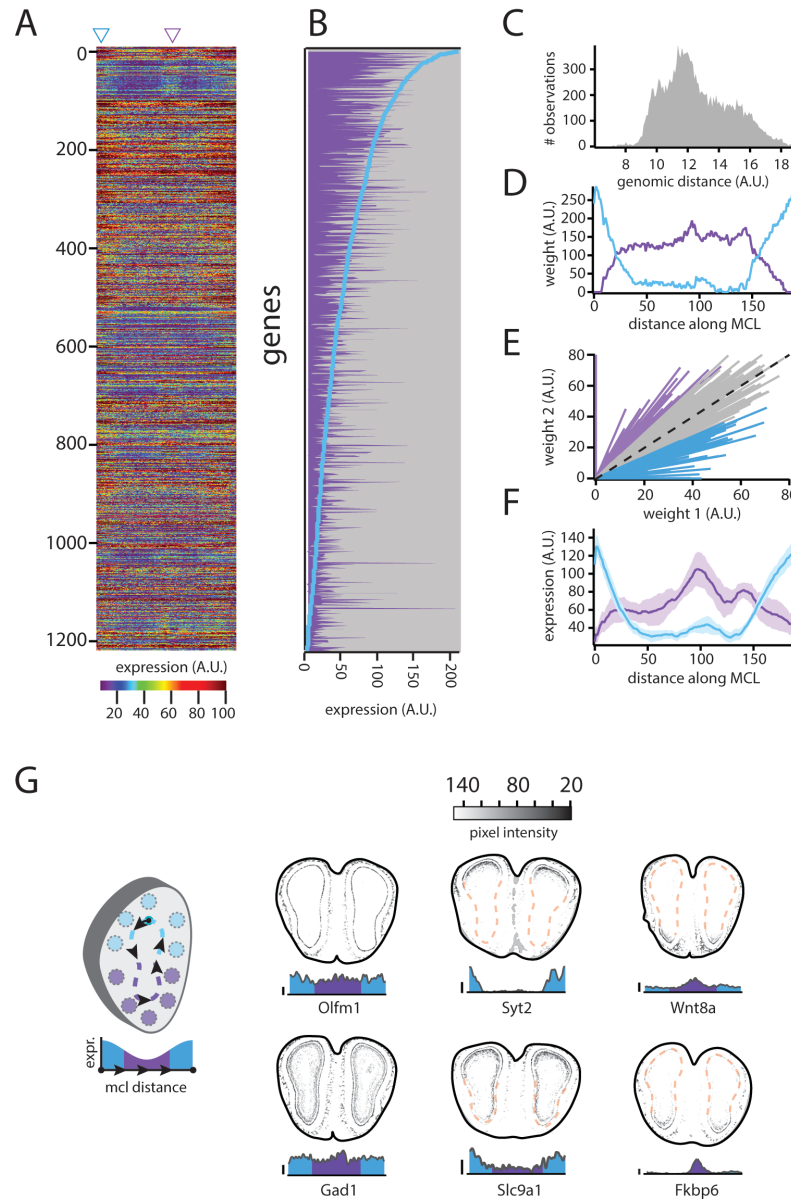 A
0
200
400
600
800
1000
1200
expression (A.U.)
20 40 60 80 100
B
genes
0 50 100 150 200
expression (A.U.)
C
# observations
300
200
100
0
8 10 12 14 16 18
genomic distance (A.U.)
D
weight (A.U.)
250
200
150
100
50
0
0 50 100 150
distance along MCL
E
weight 2 (A.U.)
80
60
40
20
0
0 20 40 60 80
weight 1 (A.U.)
F
expression (A.U.)
140
120
100
80
60
40
0 50 100 150
distance along MCL
G
140 80 20
pixel intensity
expr.
mcl distance
Olfm1
Syt2
Wnt8a
Gad1
Slc9a1
Fkbp6